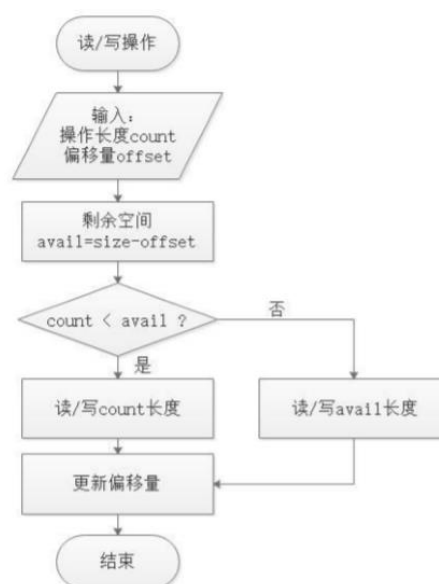 读/写操作
输入:
操作长度count
偏移量offset
剩余空间
avail=size-offset
count < avail ?
否
是
读/写count长度
读/写avail长度
更新偏移量
结束